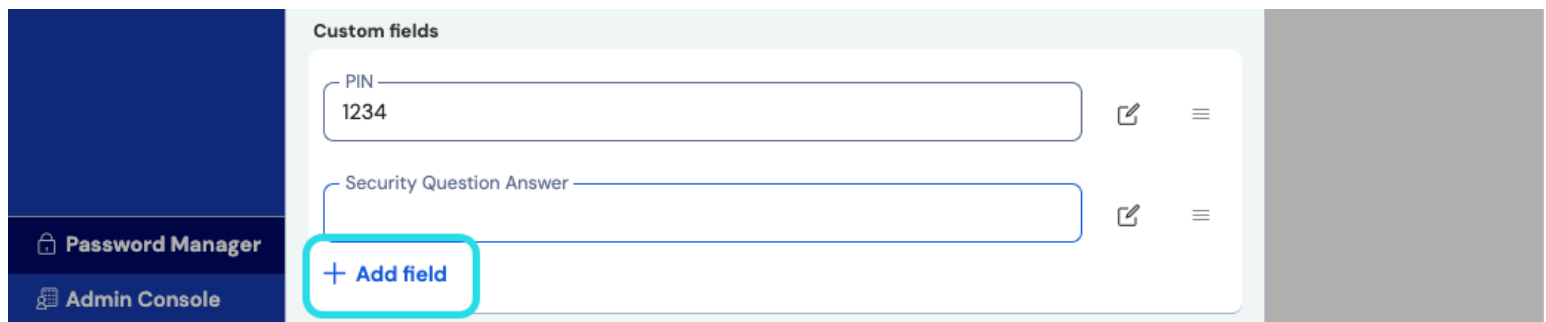 Custom fields
PIN
1234
Security Question Answer
Password Manager
Add field
Admin Console